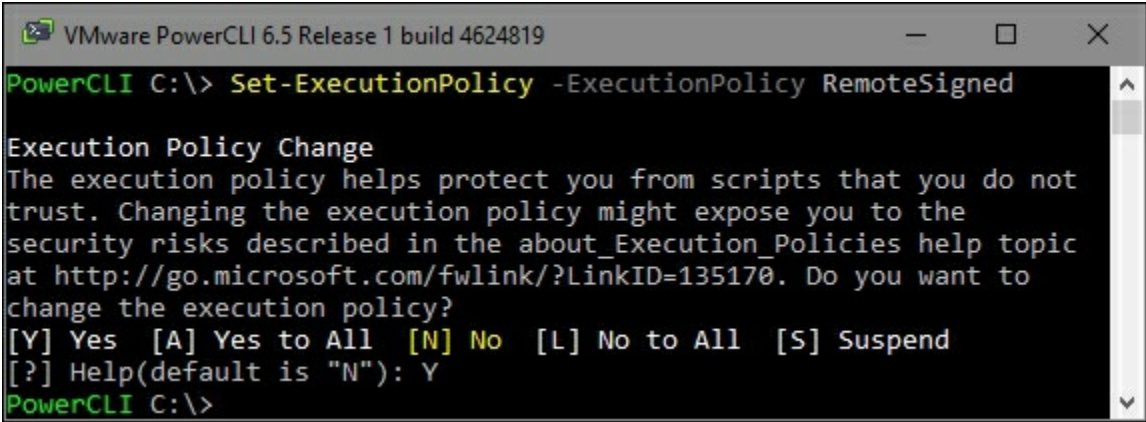 VMware PowerCLI 6.5 Release 1 build 4624819
PowerCLI C:\> Set-ExecutionPolicy -ExecutionPolicy RemoteSigned
Execution Policy Change
The execution policy helps protect you from scripts that you do not
trust. Changing the execution policy might expose you to the
security risks described in the about_Execution_Policies help topic
at http://go.microsoft.com/fwlink/?LinkID=135170. Do you want to
change the execution policy?
[Y] Yes  [A] Yes to All  [N] No  [L] No to All  [S] Suspend
[?] Help(default is "N"): Y
PowerCLI C:\>